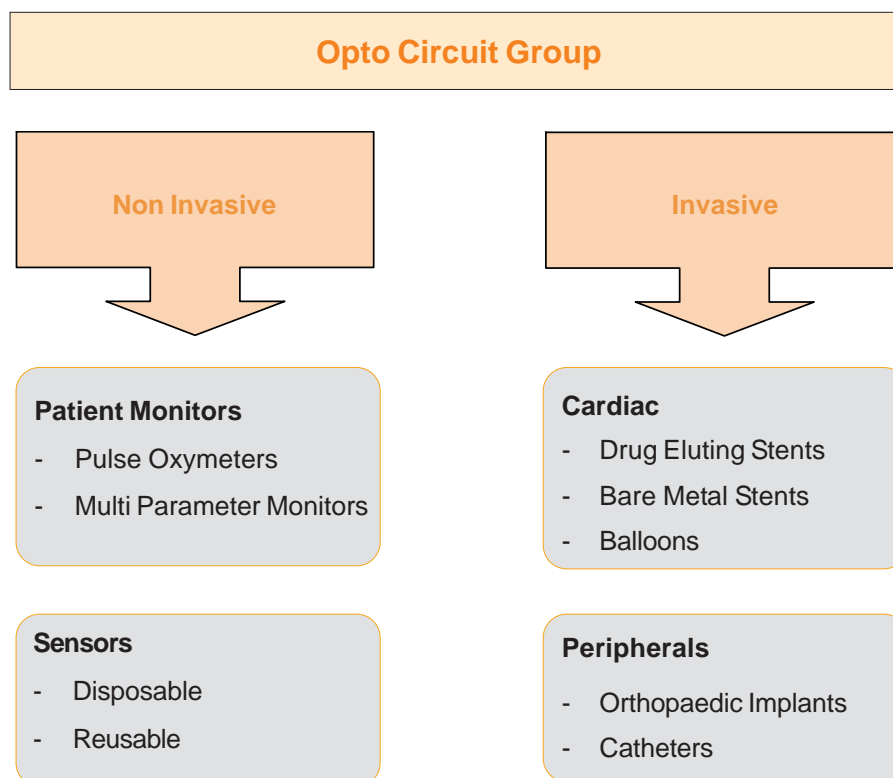 Opto Circuit Group
Non Invasive
Patient Monitors
- Pulse Oxymeters
- Multi Parameter Monitors
Sensors
- Disposable
- Reusable
Invasive
Cardiac
- Drug Eluting Stents
- Bare Metal Stents
- Balloons
Peripherals
- Orthopaedic Implants
- Catheters